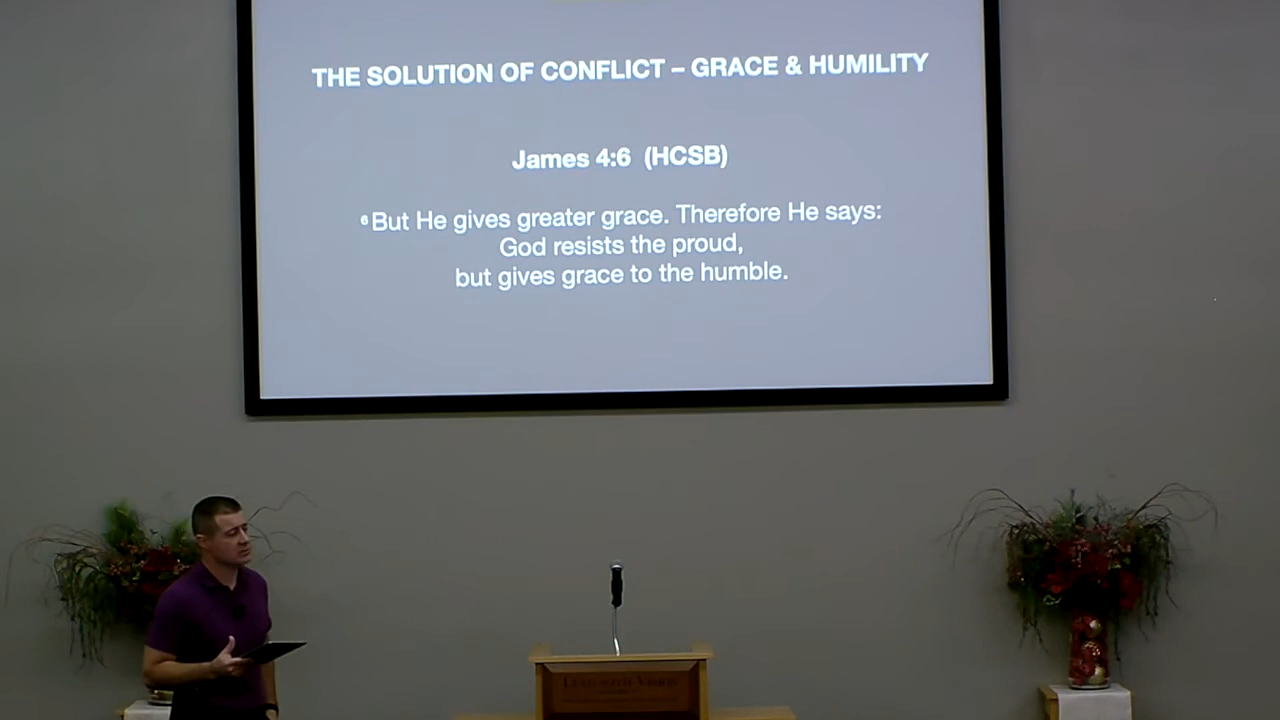 THE SOLUTION OF CONFLICT – GRACE & HUMILITY
James 4:6 (HCSB)
⁶ But He gives greater grace. Therefore He says:
God resists the proud,
but gives grace to the humble.